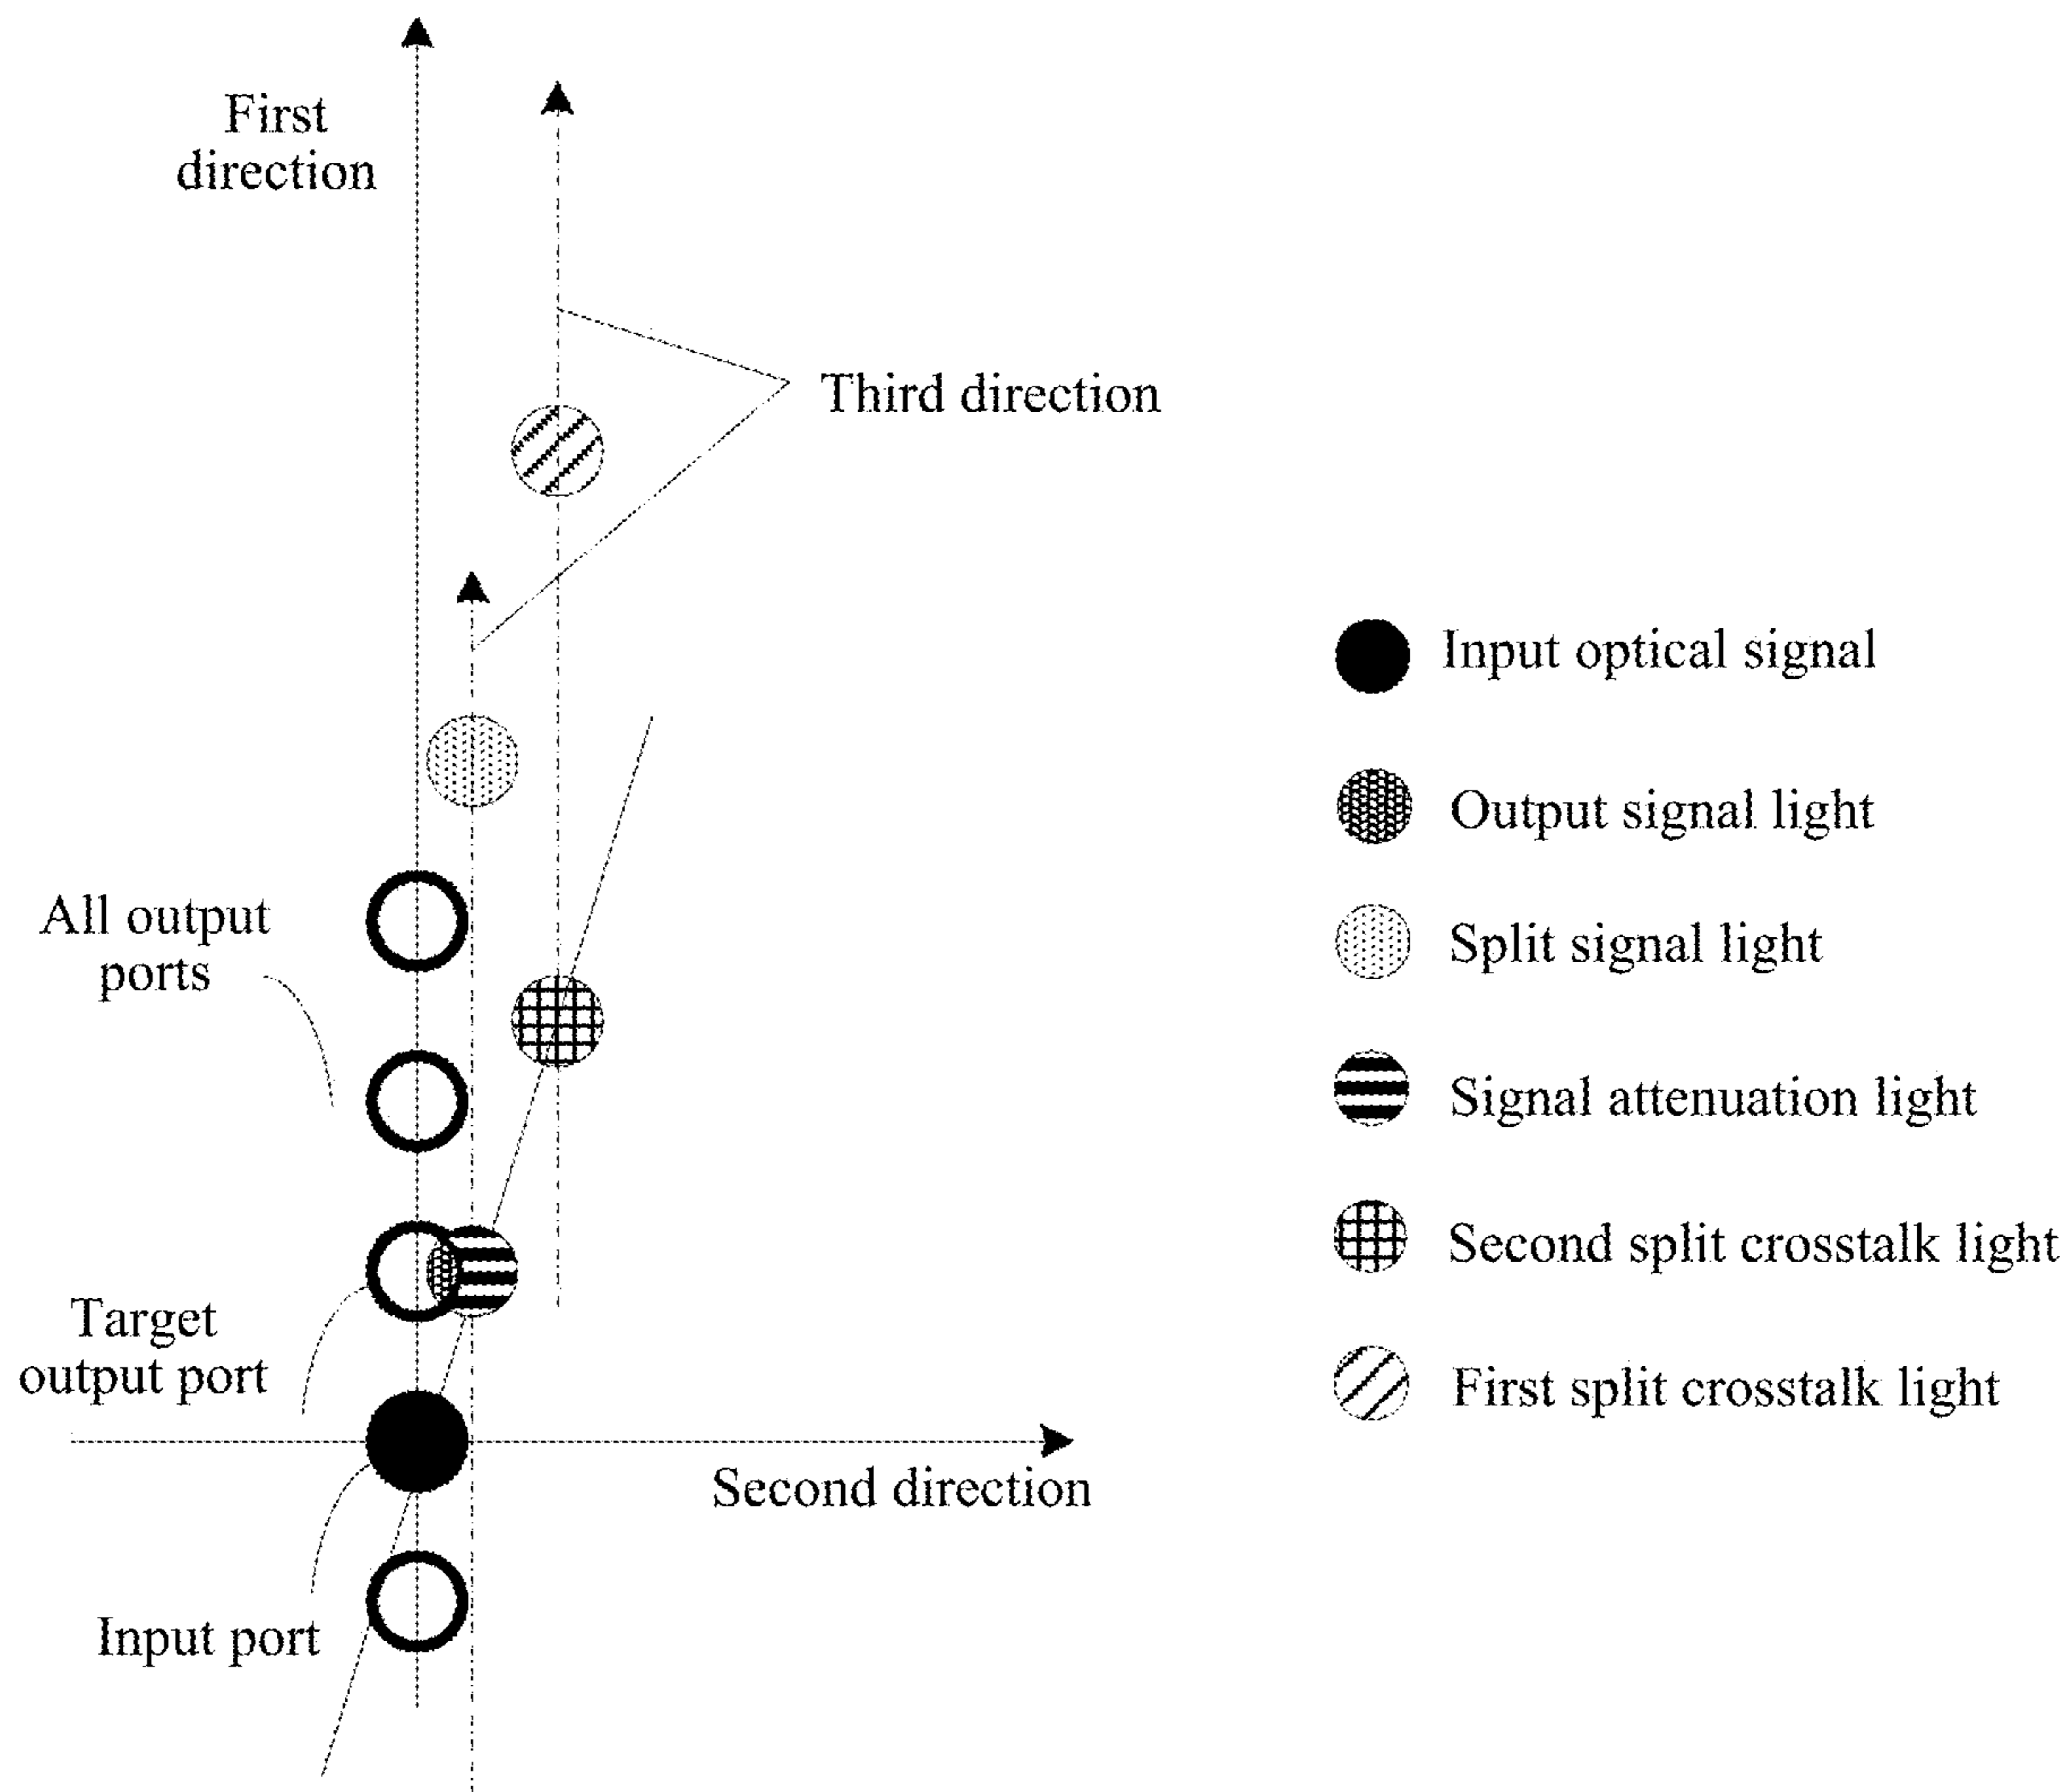 First
direction
Third direction
All output
ports
Target
output port
Second direction
Input port
Input optical signal
Output signal light
Split signal light
Signal attenuation light
Second split crosstalk light
First split crosstalk light